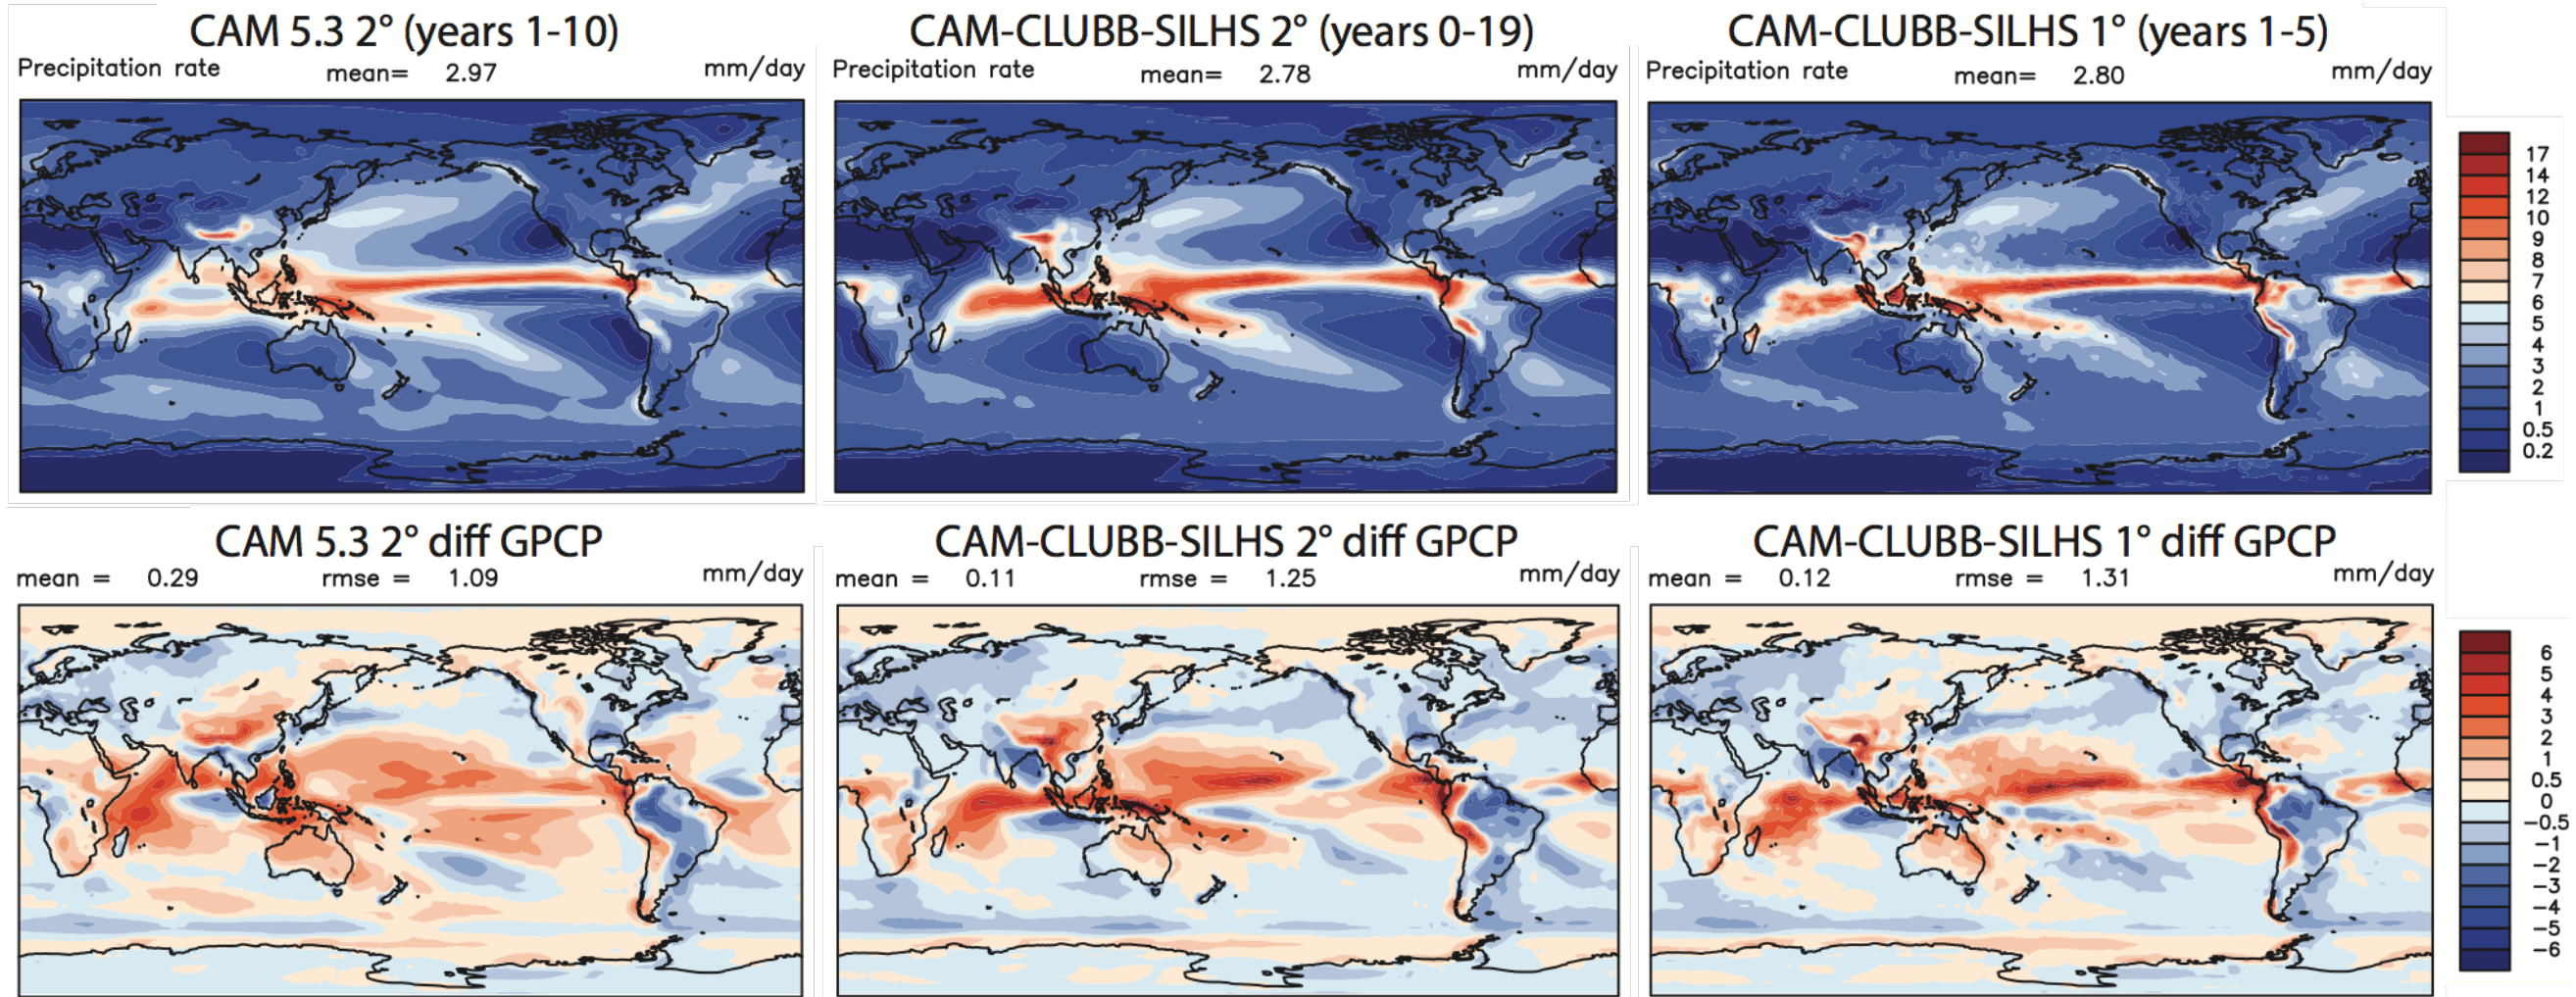 CAM 5.3 2° (years 1-10)
Precipitation rate mean= 2.97 mm/day
CAM-CLUBB-SILHS 2° (years 0-19)
Precipitation rate mean= 2.78 mm/day
CAM-CLUBB-SILHS 1° (years 1-5)
Precipitation rate mean= 2.80 mm/day
17
14
12
10
9
8
7
6
5
4
3
2
1
0.5
0.2
CAM 5.3 2° diff GPCP
mean = 0.29 rmse = 1.09 mm/day
CAM-CLUBB-SILHS 2° diff GPCP
mean = 0.11 rmse = 1.25 mm/day
CAM-CLUBB-SILHS 1° diff GPCP
mean = 0.12 rmse = 1.31 mm/day
6
5
4
3
2
1
0.5
0
−0.5
−1
−2
−3
−4
−5
−6